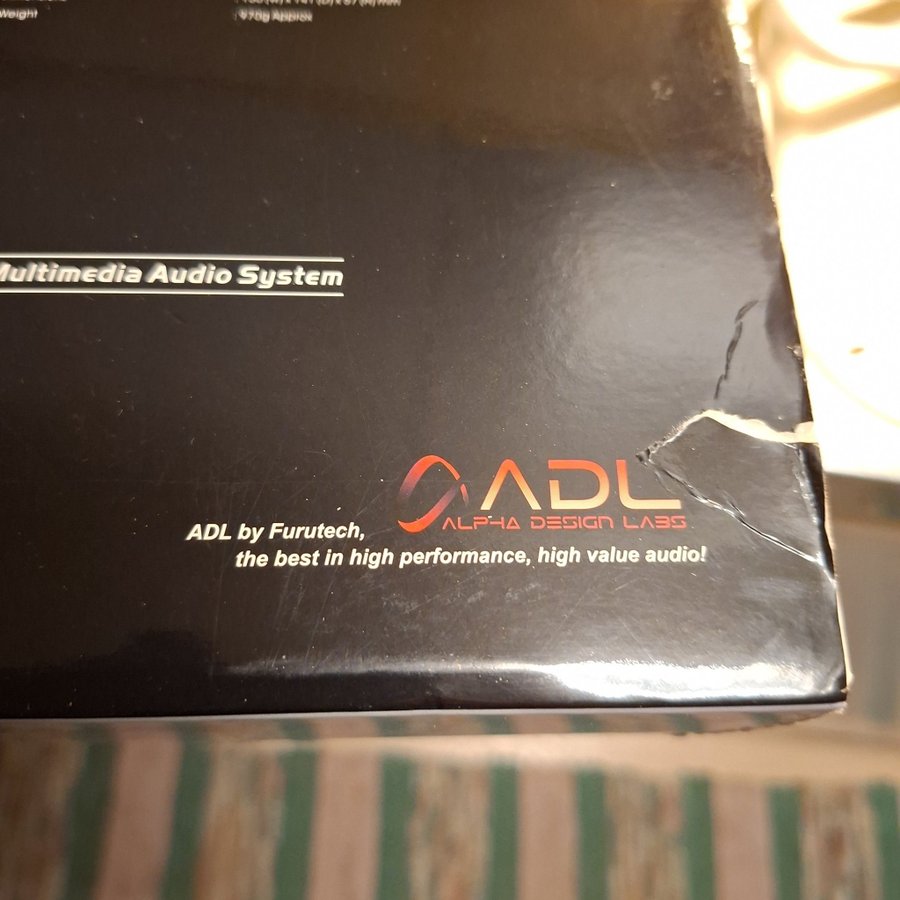 Weight : 970g Approx
Multimedia Audio System
ADL
ALPHA DESIGN LABS
ADL by Furutech,
the best in high performance, high value audio!